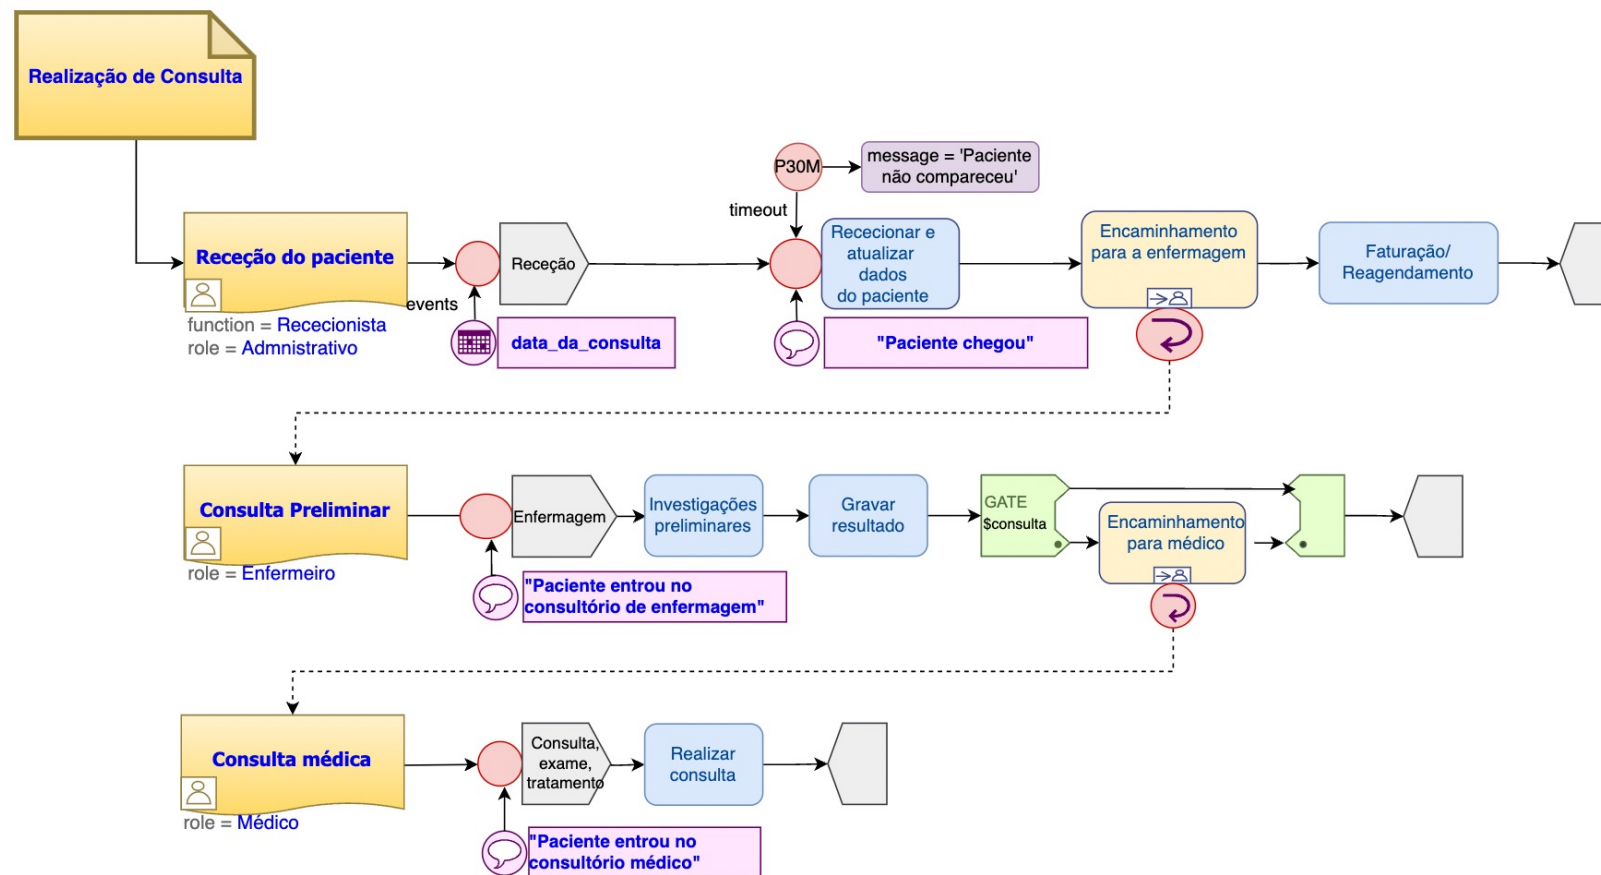 Realização de Consulta
P30M
message = 'Paciente
não compareceu'
timeout
Receção do paciente
events
Receção
Rececionar e
atualizar
dados
do paciente
Encaminhamento
para a enfermagem
Faturação/
Reagendamento
function = Rececionista
role = Admnistrativo
data_da_consulta
"Paciente chegou"
Consulta Preliminar
role = Enfermeiro
Enfermagem
Investigações
preliminares
Gravar
resultado
GATE
$consulta
Encaminhamento
para médico
"Paciente entrou no
consultório de enfermagem"
Consulta médica
role = Médico
Consulta,
exame,
tratamento
Realizar
consulta
"Paciente entrou no
consultório médico"